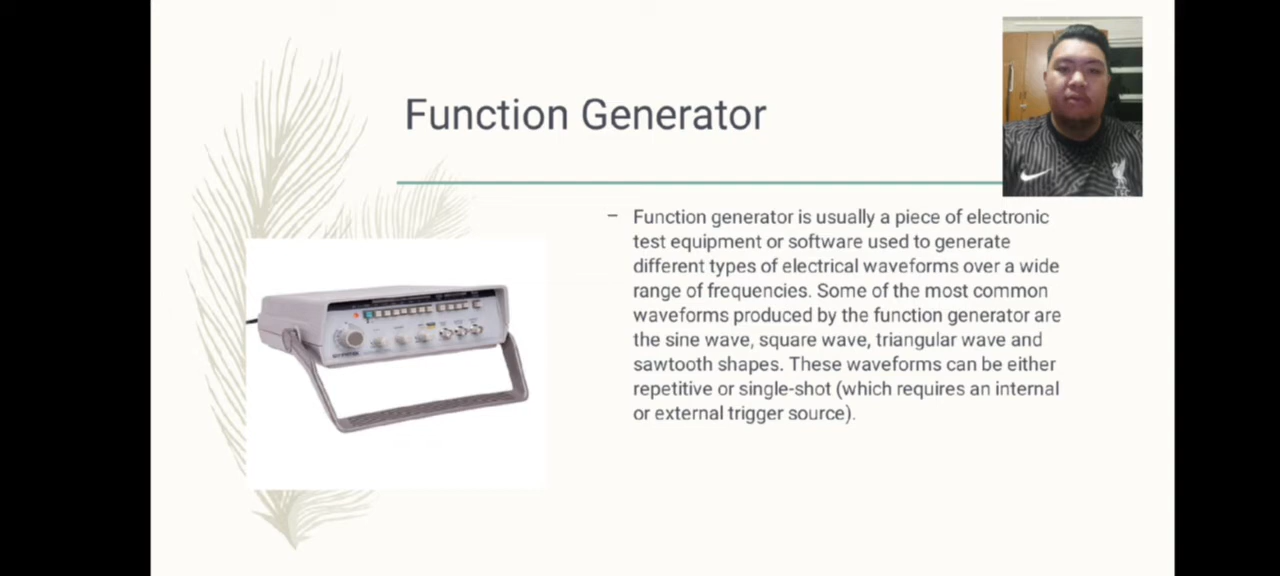 Function Generator
– Function generator is usually a piece of electronic
test equipment or software used to generate
different types of electrical waveforms over a wide
range of frequencies. Some of the most common
waveforms produced by the function generator are
the sine wave, square wave, triangular wave and
sawtooth shapes. These waveforms can be either
repetitive or single-shot (which requires an internal
or external trigger source).